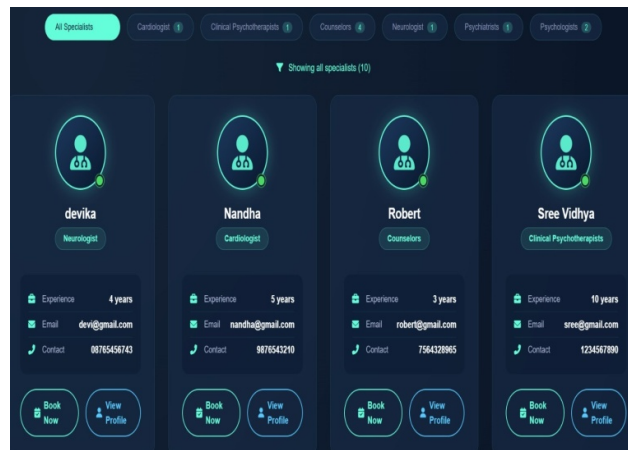 All Specialists Cardiologist 1 Clinical Psychotherapists 1 Counselors 4 Neurologist 1 Psychiatrists 1 Psychologists 2
Showing all specialists (10)
devika
Neurologist
Experience 4 years
Email devi@gmail.com
Contact 08765456743
Book Now
View Profile
Nandha
Cardiologist
Experience 5 years
Email nandha@gmail.com
Contact 9876543210
Book Now
View Profile
Robert
Counselors
Experience 3 years
Email robert@gmail.com
Contact 7564328965
Book Now
View Profile
Sree Vidhya
Clinical Psychotherapists
Experience 10 years
Email sree@gmail.com
Contact 1234567890
Book Now
View Profile